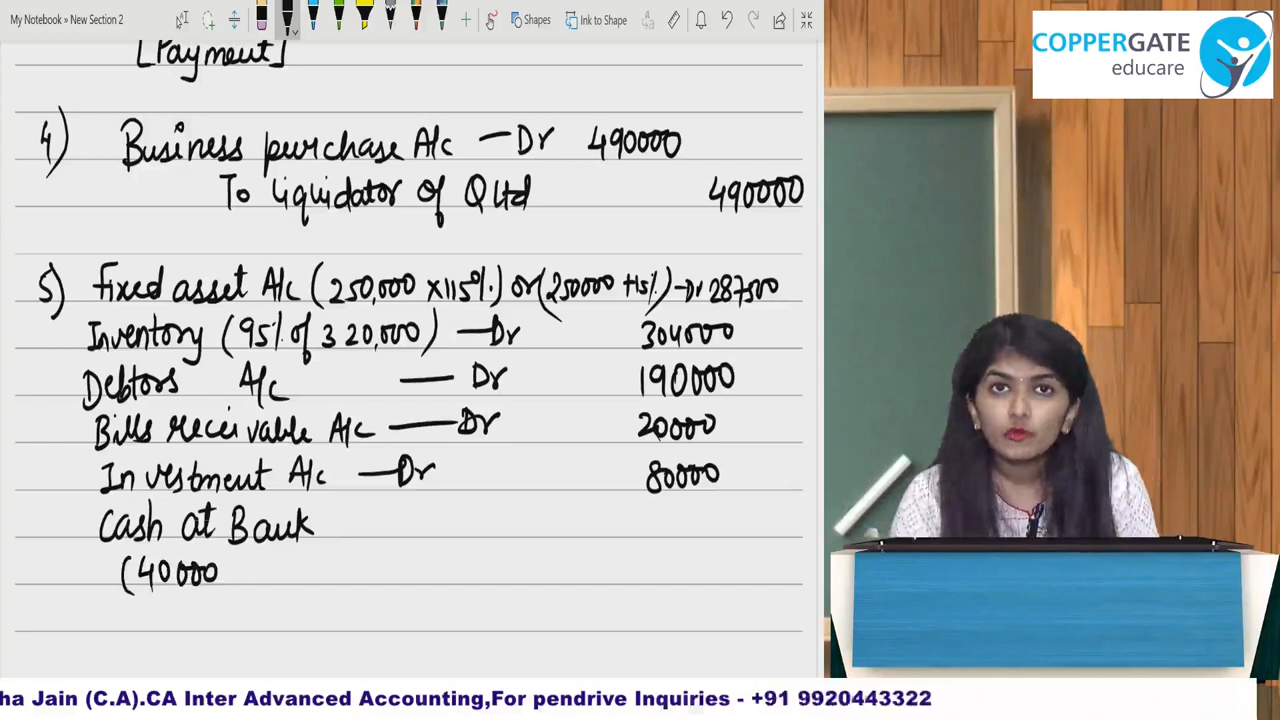 My Notebook » New Section 2
Shapes
Ink to Shape
COPPERGATE
educare
[Payment]
4) Business purchase A/c — Dr 490000
To liquidator of Q Ltd 490000
5) Fixed asset A/c (250,000 x115%) or (250000 +15%) — Dr 287500
Inventory (95% of 3 20,000) — Dr 304000
Debtors A/c — Dr 190000
Bills receivable A/c — Dr 20000
Investment A/c — Dr 80000
Cash at Bank
(40000
ha Jain (C.A).CA Inter Advanced Accounting,For pendrive Inquiries - +91 9920443322